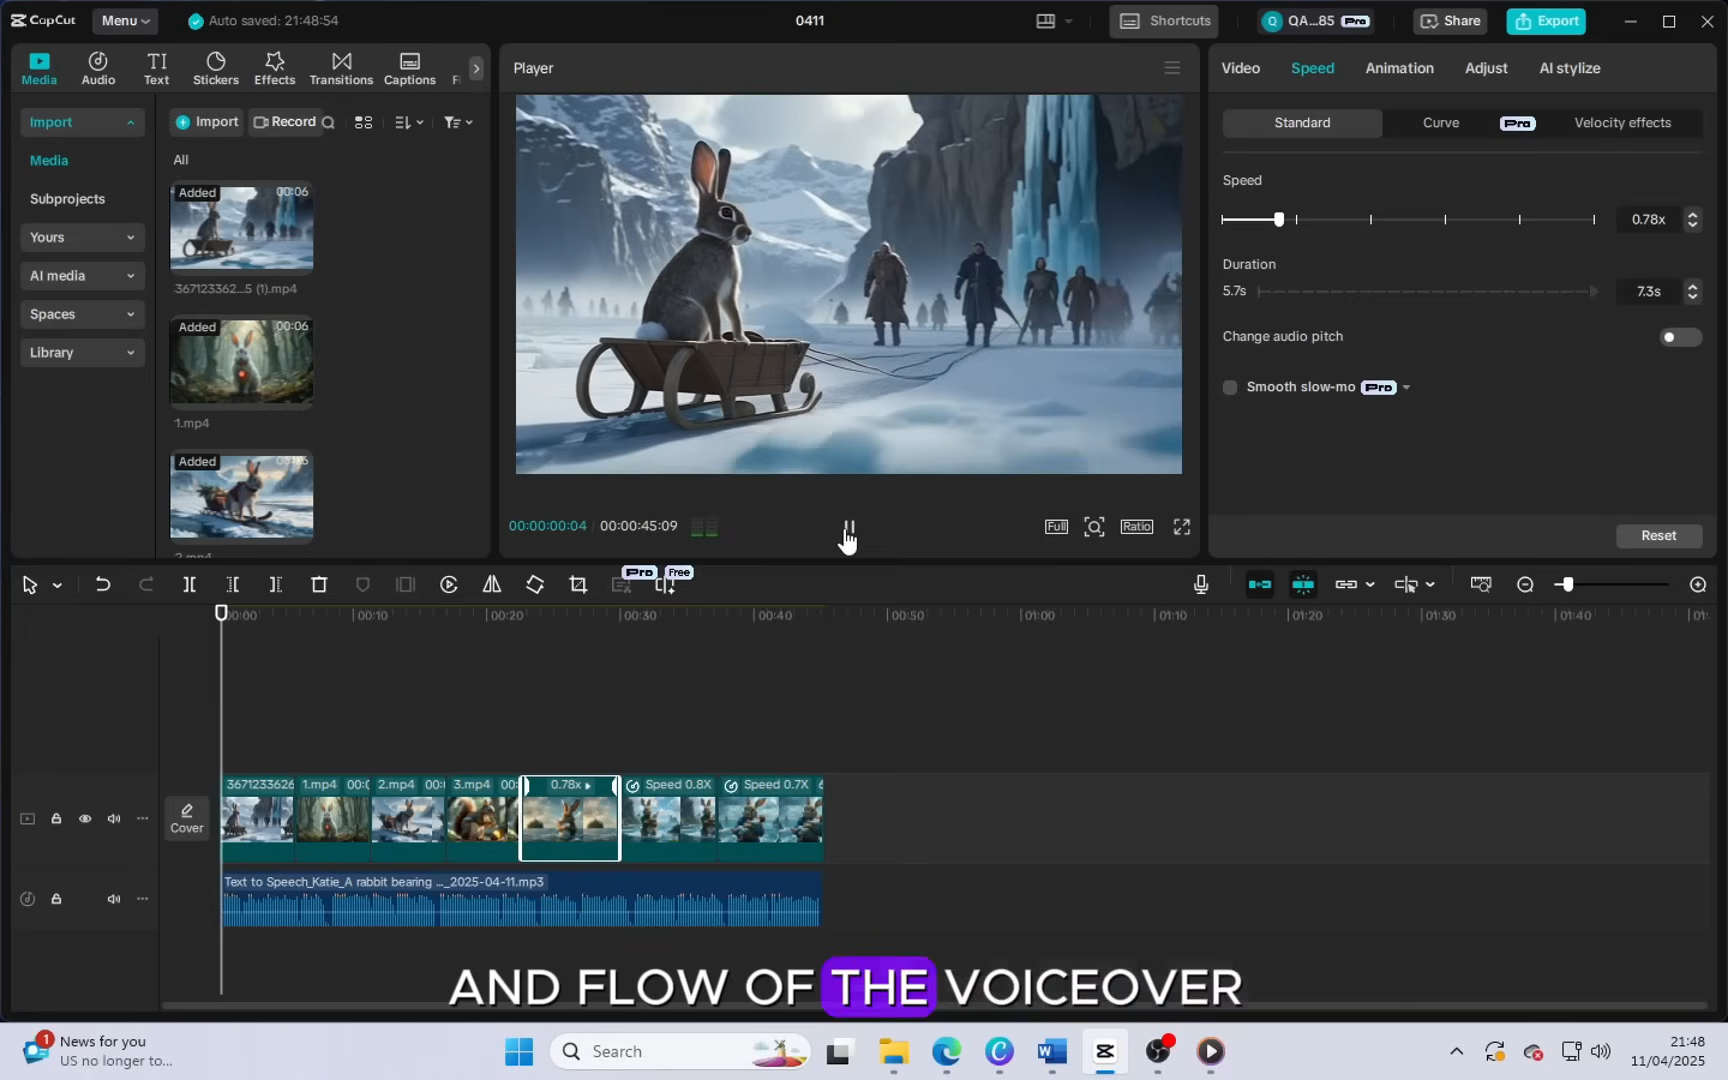 CapCut
Menu
Auto saved: 21:48:54
0411
Shortcuts
Q
QA...85
Pro
Share
Export
Media
Audio
Text
Stickers
Effects
Transitions
Captions
Import
Media
Subprojects
Yours
AI media
Spaces
Library
Import
Record
All
Added
00:06
367123362...5 (1).mp4
Added
00:06
1.mp4
Added
2.mp4
Player
00:00:00:04 / 00:00:45:09
Full
Ratio
Video
Speed
Animation
Adjust
AI stylize
Standard
Curve
Pro
Velocity effects
Speed
0.78x
Duration
5.7s
7.3s
Change audio pitch
Smooth slow-mo
Pro
Reset
Pro
Free
00:00
00:10
00:20
00:30
00:40
00:50
01:00
01:10
01:20
01:30
01:40
Cover
3671233626
1.mp4
2.mp4
3.mp4
0.78x
Speed 0.8X
Speed 0.7X
Text to Speech_Katie_A rabbit bearing ..._2025-04-11.mp3
AND FLOW OF THE VOICEOVER
1
News for you
US no longer to...
Search
21:48
11/04/2025